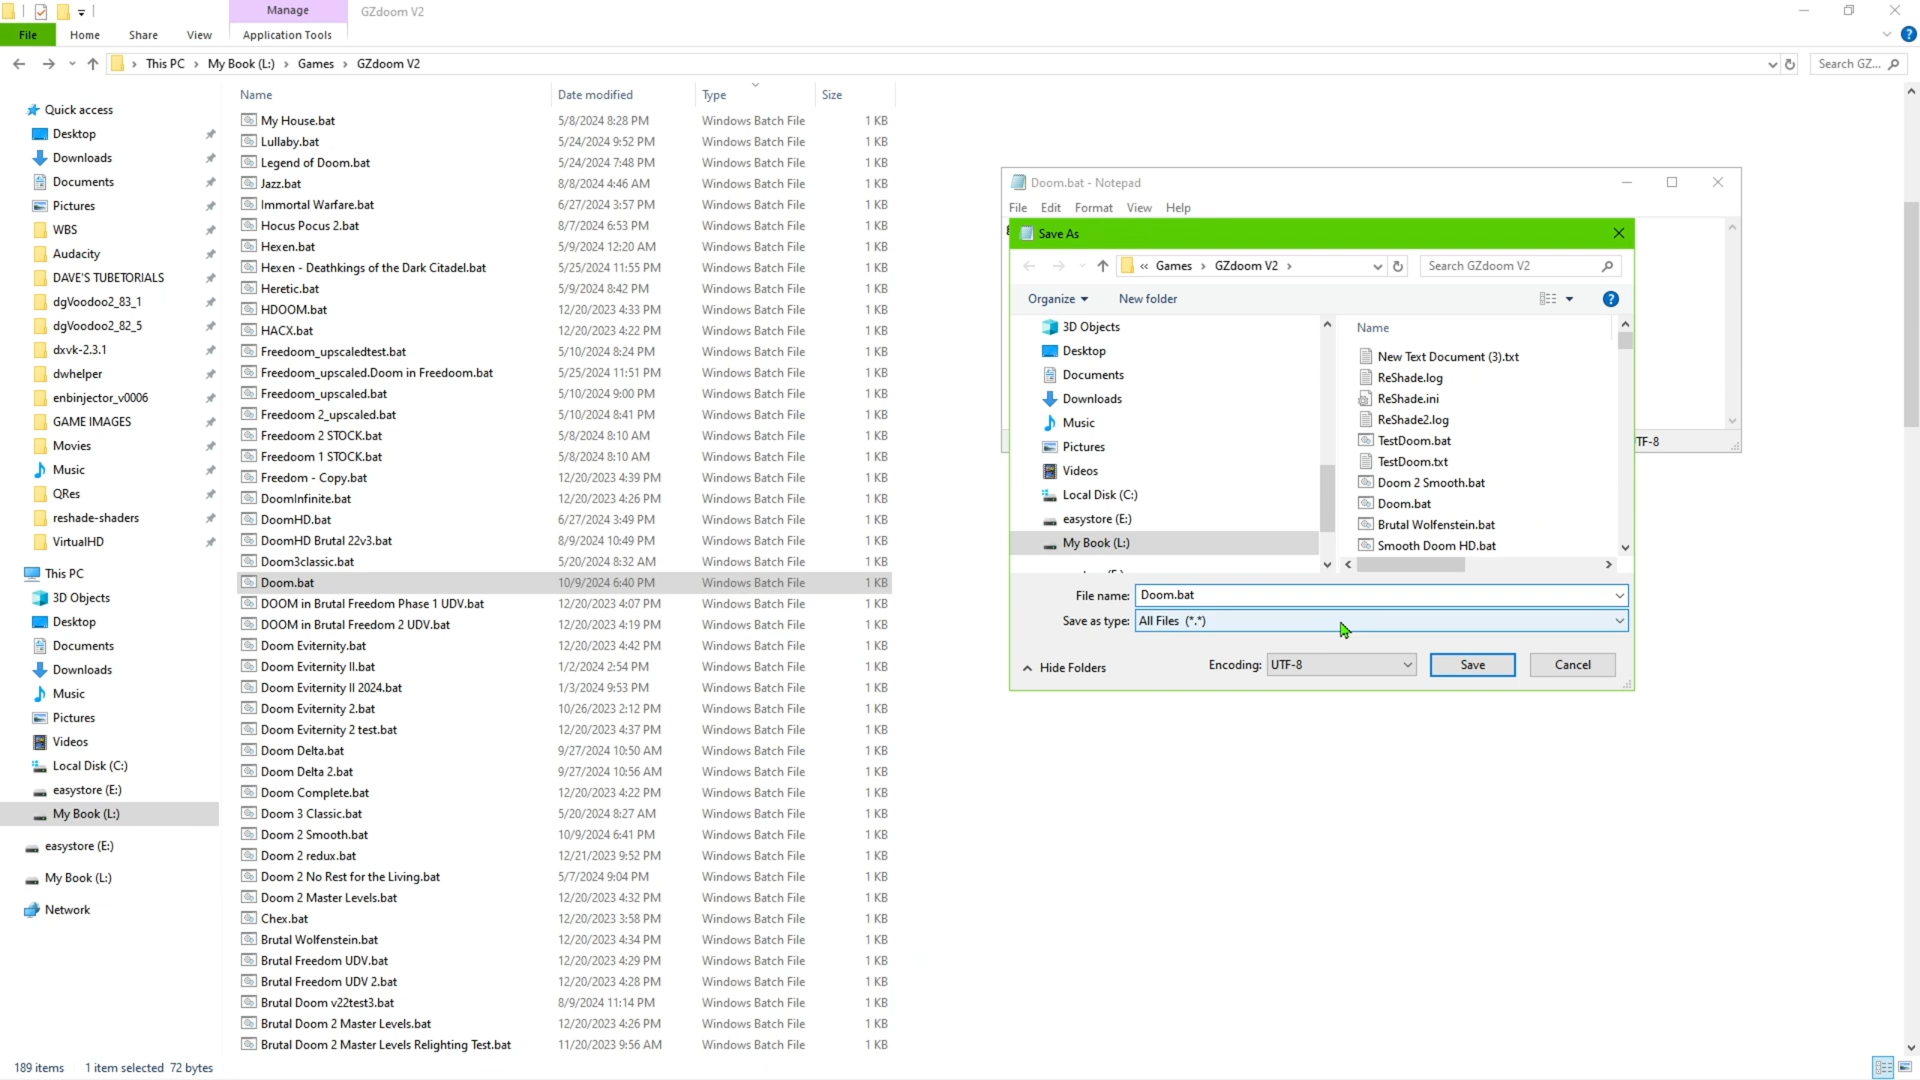 Manage
GZdoom V2
File
Home
Share
View
Application Tools
This PC
My Book (L:)
Games
GZdoom V2
Search GZ...
Name
Date modified
Type
Size
Quick access
Desktop
Downloads
Documents
Pictures
WBS
Audacity
DAVE'S TUBETORIALS
dgVoodoo2_83_1
dgVoodoo2_82_5
dxvk-2.3.1
dwhelper
enbinjector_v0006
GAME IMAGES
Movies
Music
QRes
reshade-shaders
VirtualHD
This PC
3D Objects
Desktop
Documents
Downloads
Music
Pictures
Videos
Local Disk (C:)
easystore (E:)
My Book (L:)
easystore (E:)
My Book (L:)
Network
My House.bat 5/8/2024 8:28 PM Windows Batch File 1 KB
Lullaby.bat 5/24/2024 9:52 PM Windows Batch File 1 KB
Legend of Doom.bat 5/24/2024 7:48 PM Windows Batch File 1 KB
Jazz.bat 8/8/2024 4:46 AM Windows Batch File 1 KB
Immortal Warfare.bat 6/27/2024 3:57 PM Windows Batch File 1 KB
Hocus Pocus 2.bat 8/7/2024 6:53 PM Windows Batch File 1 KB
Hexen.bat 5/9/2024 12:20 AM Windows Batch File 1 KB
Hexen - Deathkings of the Dark Citadel.bat 5/25/2024 11:55 PM Windows Batch File 1 KB
Heretic.bat 5/9/2024 8:42 PM Windows Batch File 1 KB
HDOOM.bat 12/20/2023 4:33 PM Windows Batch File 1 KB
HACX.bat 12/20/2023 4:22 PM Windows Batch File 1 KB
Freedoom_upscaledtest.bat 5/10/2024 8:24 PM Windows Batch File 1 KB
Freedoom_upscaled.Doom in Freedoom.bat 5/25/2024 11:51 PM Windows Batch File 1 KB
Freedoom_upscaled.bat 5/10/2024 9:00 PM Windows Batch File 1 KB
Freedoom 2_upscaled.bat 5/10/2024 8:41 PM Windows Batch File 1 KB
Freedoom 2 STOCK.bat 5/8/2024 8:10 AM Windows Batch File 1 KB
Freedoom 1 STOCK.bat 5/8/2024 8:10 AM Windows Batch File 1 KB
Freedom - Copy.bat 12/20/2023 4:39 PM Windows Batch File 1 KB
DoomInfinite.bat 12/20/2023 4:26 PM Windows Batch File 1 KB
DoomHD.bat 6/27/2024 3:49 PM Windows Batch File 1 KB
DoomHD Brutal 22v3.bat 8/9/2024 10:49 PM Windows Batch File 1 KB
Doom3classic.bat 5/20/2024 8:32 AM Windows Batch File 1 KB
Doom.bat 10/9/2024 6:40 PM Windows Batch File 1 KB
DOOM in Brutal Freedom Phase 1 UDV.bat 12/20/2023 4:07 PM Windows Batch File 1 KB
DOOM in Brutal Freedom 2 UDV.bat 12/20/2023 4:19 PM Windows Batch File 1 KB
Doom Eviternity.bat 12/20/2023 4:42 PM Windows Batch File 1 KB
Doom Eviternity II.bat 1/2/2024 2:54 PM Windows Batch File 1 KB
Doom Eviternity II 2024.bat 1/3/2024 9:53 PM Windows Batch File 1 KB
Doom Eviternity 2.bat 10/26/2023 2:12 PM Windows Batch File 1 KB
Doom Eviternity 2 test.bat 12/20/2023 4:37 PM Windows Batch File 1 KB
Doom Delta.bat 9/27/2024 10:50 AM Windows Batch File 1 KB
Doom Delta 2.bat 9/27/2024 10:56 AM Windows Batch File 1 KB
Doom Complete.bat 12/20/2023 4:22 PM Windows Batch File 1 KB
Doom 3 Classic.bat 5/20/2024 8:27 AM Windows Batch File 1 KB
Doom 2 Smooth.bat 10/9/2024 6:41 PM Windows Batch File 1 KB
Doom 2 redux.bat 12/21/2023 9:52 PM Windows Batch File 1 KB
Doom 2 No Rest for the Living.bat 5/7/2024 9:04 PM Windows Batch File 1 KB
Doom 2 Master Levels.bat 12/20/2023 4:32 PM Windows Batch File 1 KB
Chex.bat 12/20/2023 3:58 PM Windows Batch File 1 KB
Brutal Wolfenstein.bat 12/20/2023 4:34 PM Windows Batch File 1 KB
Brutal Freedom UDV.bat 12/20/2023 4:29 PM Windows Batch File 1 KB
Brutal Freedom UDV 2.bat 12/20/2023 4:28 PM Windows Batch File 1 KB
Brutal Doom v22test3.bat 8/9/2024 11:14 PM Windows Batch File 1 KB
Brutal Doom 2 Master Levels.bat 12/20/2023 4:26 PM Windows Batch File 1 KB
Brutal Doom 2 Master Levels Relighting Test.bat 11/20/2023 9:56 AM Windows Batch File 1 KB
189 items 1 item selected 72 bytes
Doom.bat - Notepad
File Edit Format View Help
Save As
« Games › GZdoom V2 ›
Search GZdoom V2
Organize
New folder
3D Objects
Desktop
Documents
Downloads
Music
Pictures
Videos
Local Disk (C:)
easystore (E:)
My Book (L:)
Name
New Text Document (3).txt
ReShade.log
ReShade.ini
ReShade2.log
TestDoom.bat
TestDoom.txt
Doom 2 Smooth.bat
Doom.bat
Brutal Wolfenstein.bat
Smooth Doom HD.bat
TF-8
File name: Doom.bat
Save as type: All Files (*.*)
Hide Folders
Encoding: UTF-8
Save
Cancel